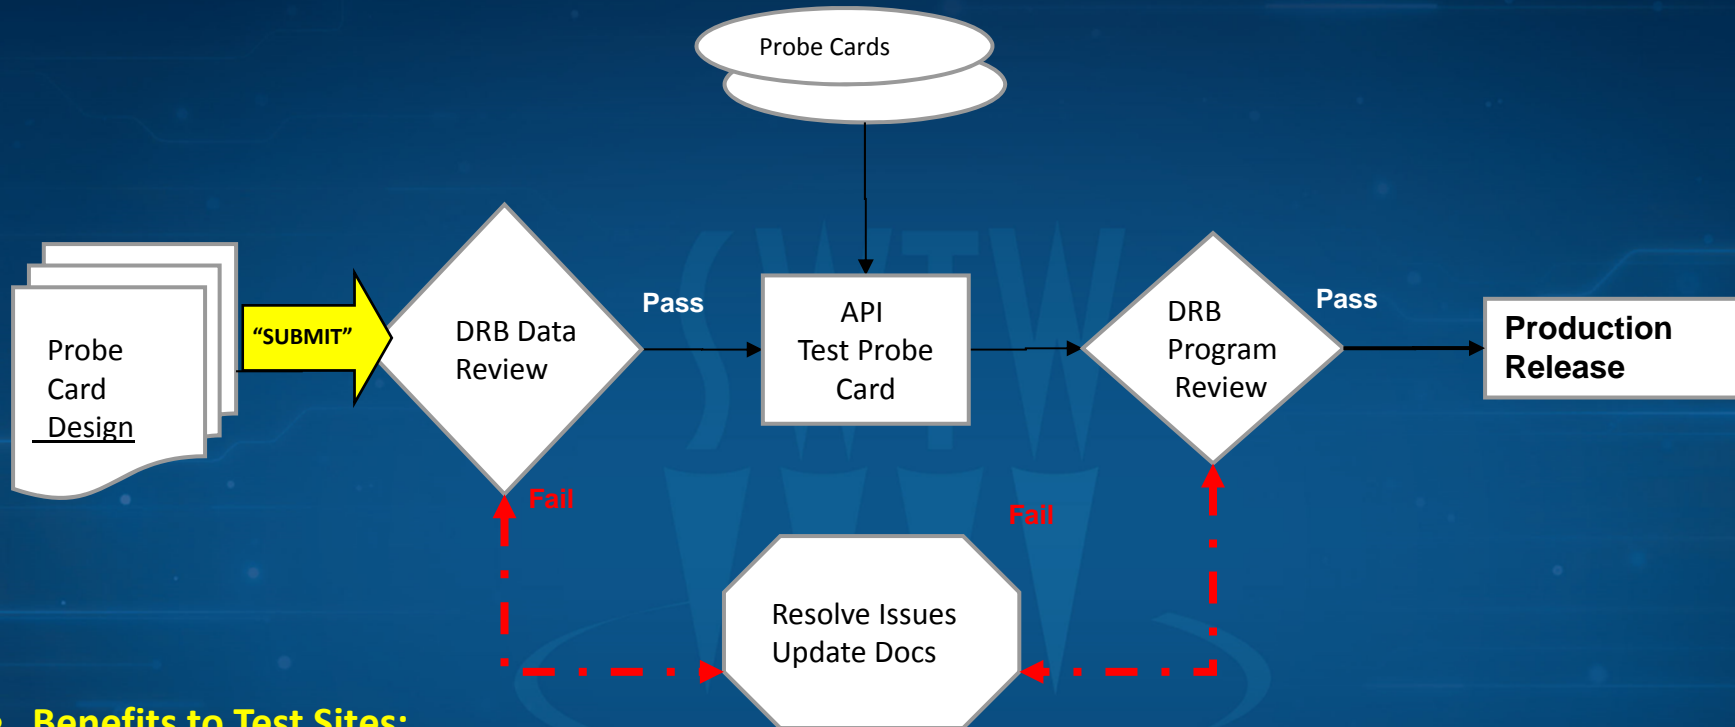 Probe Cards
Probe
Card
Design
“SUBMIT”
DRB Data
Review
Pass
API
Test Probe
Card
DRB
Program
Review
Pass
Production
Release
Fail
Fail
SWTW
Resolve Issues
Update Docs
• Benefits to Test Sites: